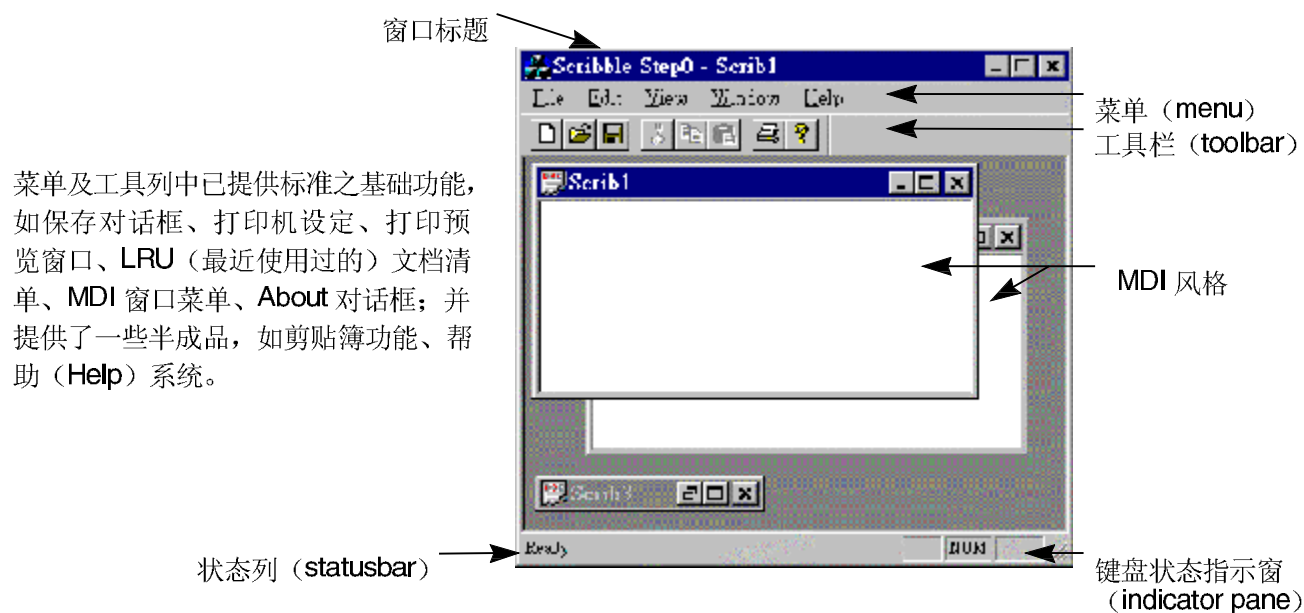 窗口标题
Scribble Step0 - Scrib1
File Edit View Window Help
菜单（menu）
工具栏（toolbar）
菜单及工具列中已提供标准之基础功能，
如保存对话框、打印机设定、打印预
览窗口、LRU（最近使用过的）文档清
单、MDI 窗口菜单、About 对话框；并
提供了一些半成品，如剪贴簿功能、帮
助（Help）系统。
Scrib1
MDI 风格
Scrib3
状态列（statusbar）
Ready
NUM
键盘状态指示窗
（indicator pane）